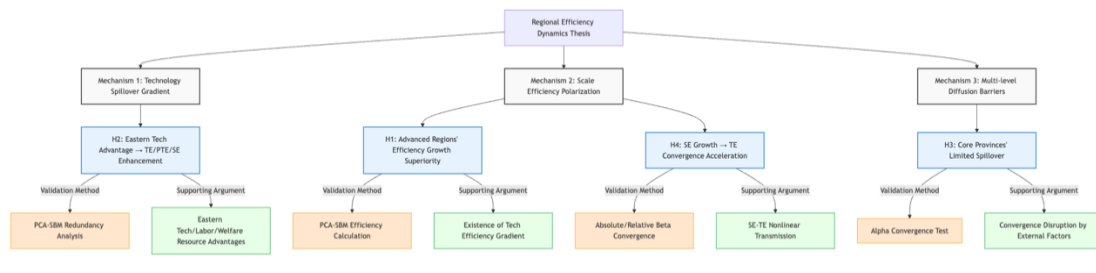 Regional Efficiency
Dynamics Thesis
Mechanism 1: Technology
Spillover Gradient
Mechanism 2: Scale
Efficiency Polarization
Mechanism 3: Multi-level
Diffusion Barriers
H2: Eastern Tech
Advantage → TE/PTE/SE
Enhancement
H1: Advanced Regions'
Efficiency Growth
Superiority
H4: SE Growth → TE
Convergence Acceleration
H3: Core Provinces'
Limited Spillover
Validation Method
Supporting Argument
Validation Method
Supporting Argument
Validation Method
Supporting Argument
Validation Method
Supporting Argument
PCA-SBM Redundancy
Analysis
Eastern
Tech/Labor/Welfare
Resource Advantages
PCA-SBM Efficiency
Calculation
Existence of Tech
Efficiency Gradient
Absolute/Relative Beta
Convergence
SE-TE Nonlinear
Transmission
Alpha Convergence Test
Convergence Disruption by
External Factors